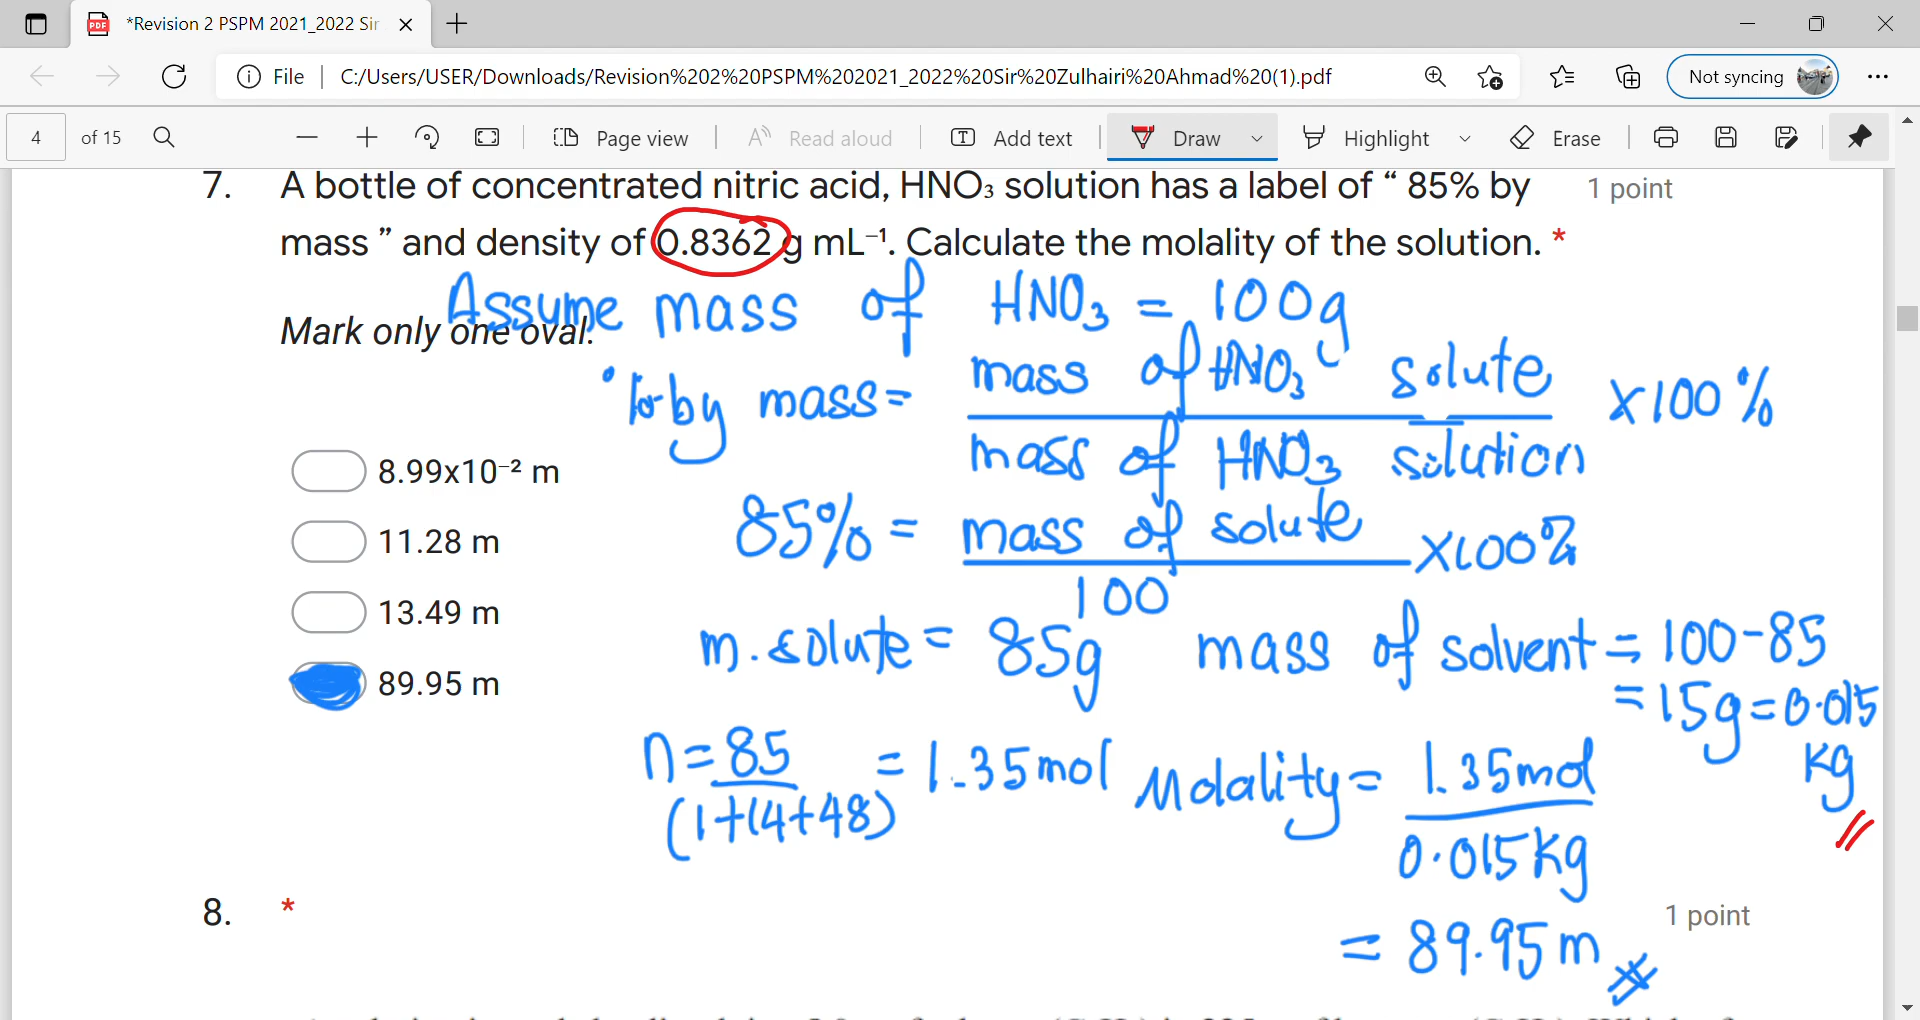 *Revision 2 PSPM 2021_2022 Sir
File
C:/Users/USER/Downloads/Revision%202%20PSPM%202021_2022%20Sir%20Zulhairi%20Ahmad%20(1).pdf
Not syncing
4 of 15
Page view
Read aloud
Add text
Draw
Highlight
Erase
7. A bottle of concentrated nitric acid, HNO₃ solution has a label of “ 85% by 1 point
mass ” and density of 0.8362 g mL⁻¹. Calculate the molality of the solution. *
Assume mass of HNO₃ = 100g
Mark only one oval.
% by mass = mass of HNO₃ solute / mass of HNO₃ solution x100%
8.99x10⁻² m
85% = mass of solute / 100 x100%
11.28 m
13.49 m
m. solute = 85g mass of solvent = 100-85
= 15g = 0.015 kg
89.95 m
n = 85 / (1+14+48) = 1.35 mol Molality = 1.35 mol / 0.015 kg
8. * 1 point
= 89.95 m